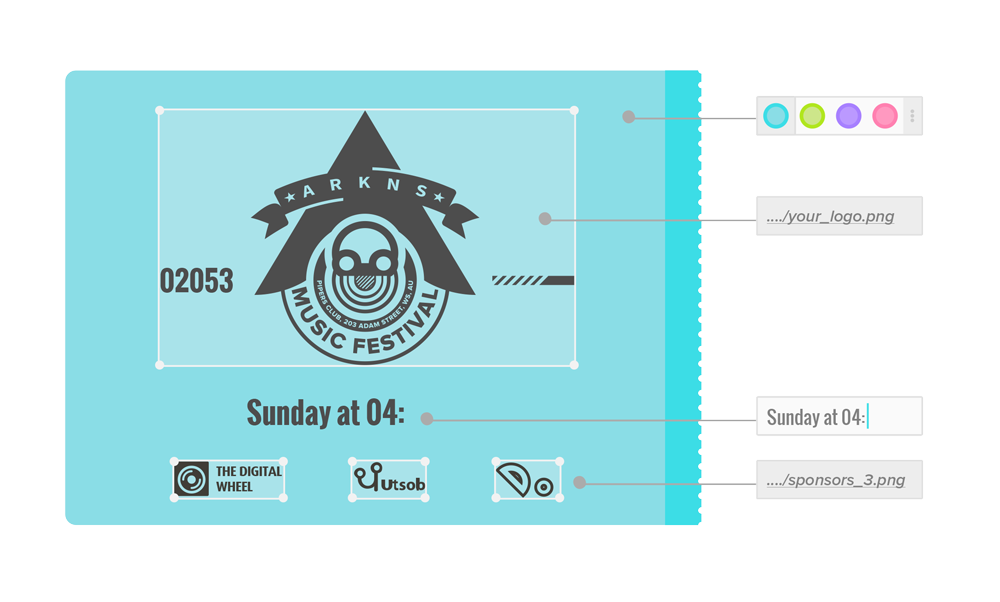 ARKNS
.../your_logo.png
02053
PIPERS CLUB, 203 ADAM STREET, WS, AU
MUSIC FESTIVAL
Sunday at 04:
Sunday at 04:
THE DIGITAL
WHEEL
utsob
..../sponsors_3.png